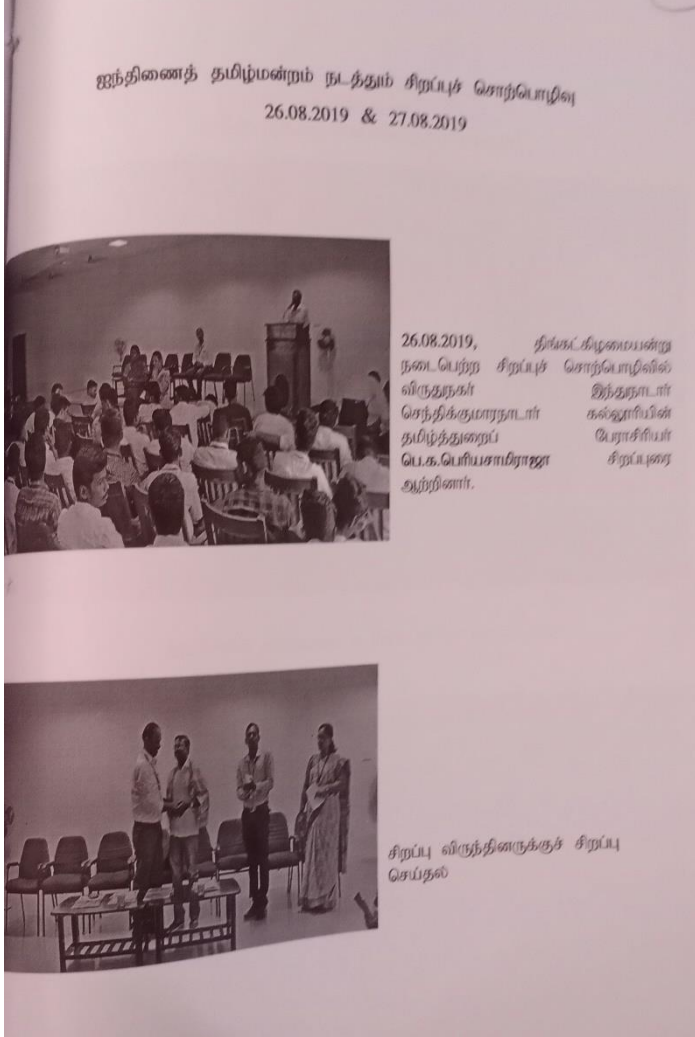 ஐந்திணைத் தமிழ்மன்றம் நடத்தும் சிறப்புச் சொற்பொழிவு
26.08.2019 & 27.08.2019
26.08.2019, திங்கட்கிழமையன்று
நடைபெற்ற சிறப்புச் சொற்பொழிவில்
விருதுநகர் இந்துநாடார்
செந்திக்குமாரநாடார் கல்லூரியின்
தமிழ்த்துறைப் பேராசிரியர்
பெ.க.பெரியசாமிராஜா சிறப்புரை
ஆற்றினார்.
சிறப்பு விருந்தினருக்குச் சிறப்பு
செய்தல்